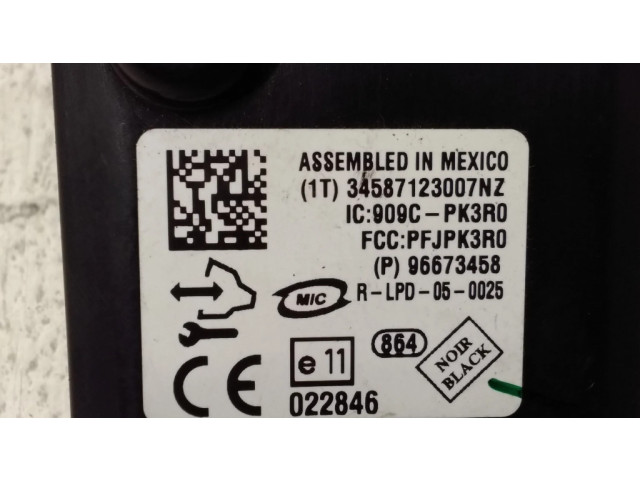 ASSEMBLED IN MEXICO
(1T) 34587123007NZ
IC:909C-PK3R0
FCC:PFJPK3R0
(P) 96673458
MIC R-LPD-05-0025
864
NOIR
BLACK
CE
e 11
022846